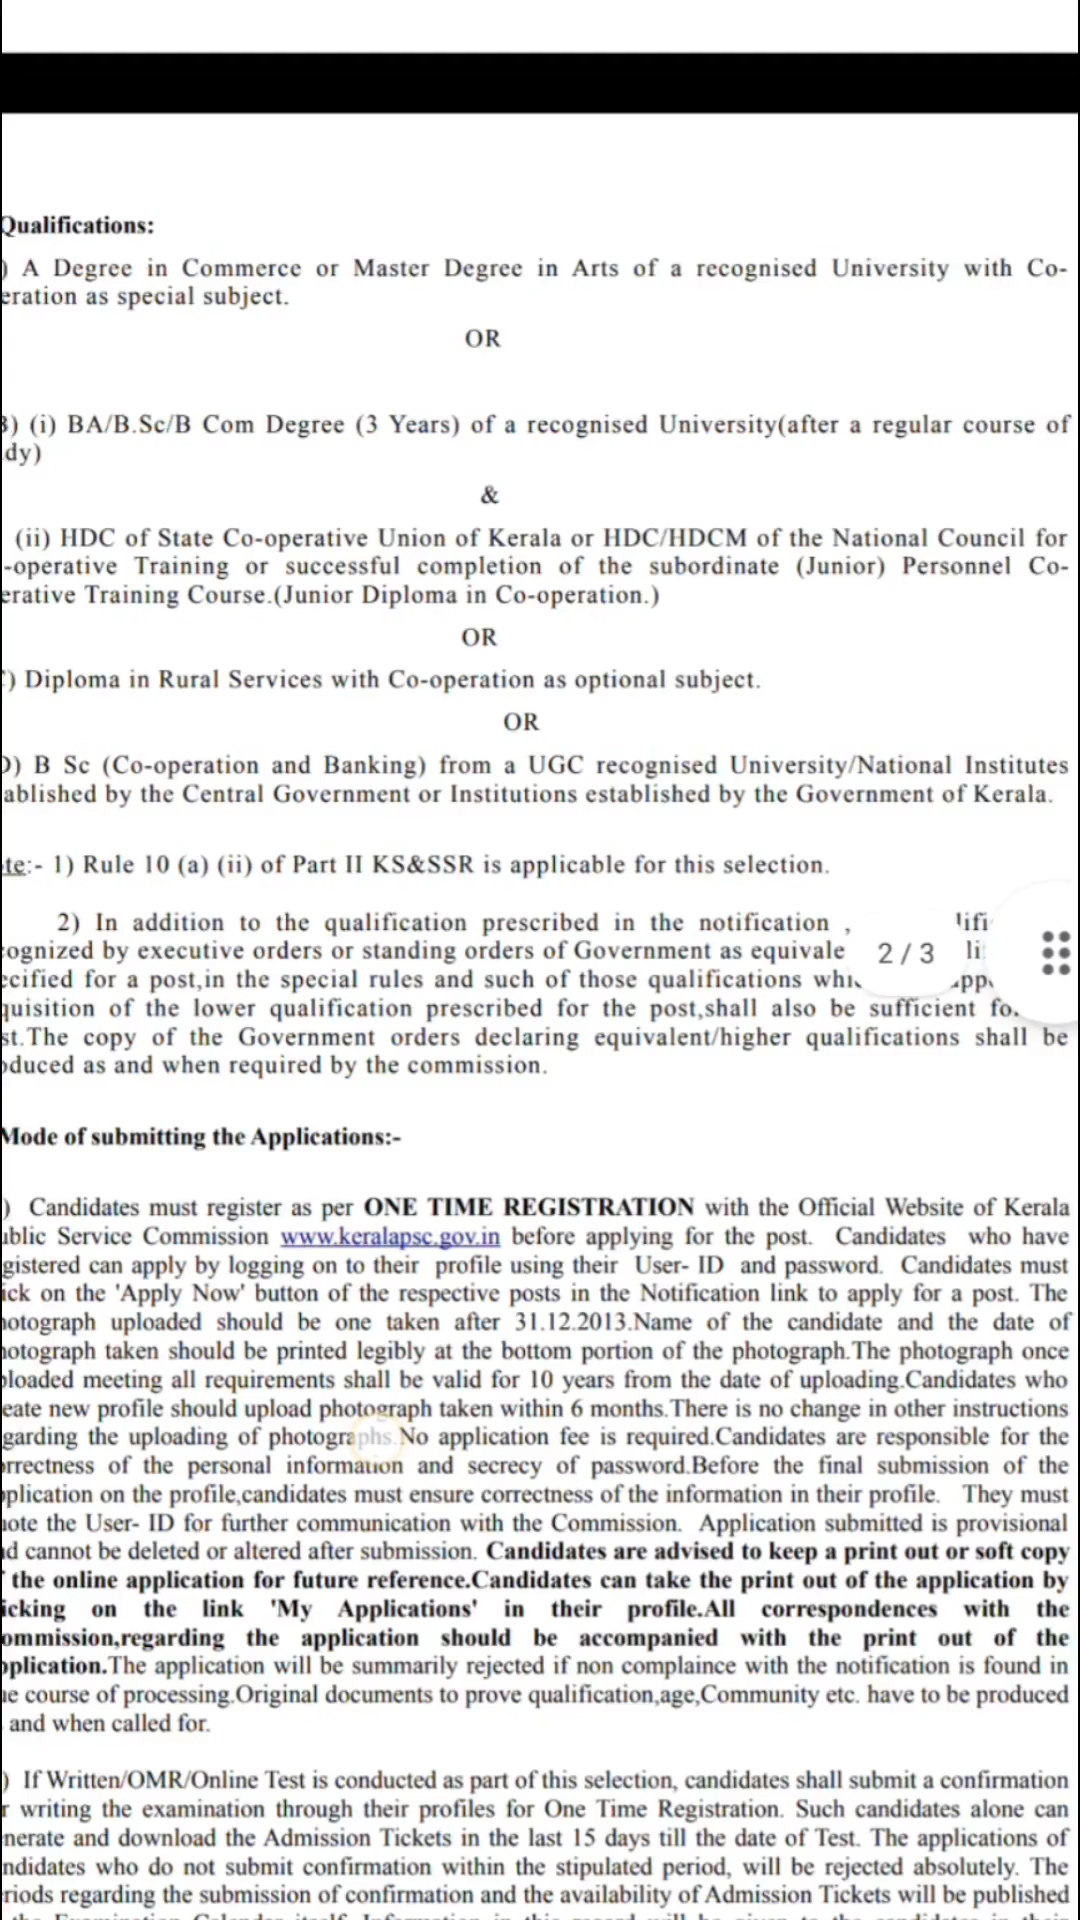 Qualifications:
) A Degree in Commerce or Master Degree in Arts of a recognised University with Co-
eration as special subject.
OR
B) (i) BA/B.Sc/B Com Degree (3 Years) of a recognised University(after a regular course of
dy)
&
(ii) HDC of State Co-operative Union of Kerala or HDC/HDCM of the National Council for
-operative Training or successful completion of the subordinate (Junior) Personnel Co-
erative Training Course.(Junior Diploma in Co-operation.)
OR
) Diploma in Rural Services with Co-operation as optional subject.
OR
D) B Sc (Co-operation and Banking) from a UGC recognised University/National Institutes
ablished by the Central Government or Institutions established by the Government of Kerala.
te:- 1) Rule 10 (a) (ii) of Part II KS&SSR is applicable for this selection.
2) In addition to the qualification prescribed in the notification , lifi
cognized by executive orders or standing orders of Government as equivale
2 / 3
ecified for a post,in the special rules and such of those qualifications
quisition of the lower qualification prescribed for the post,shall also be sufficient
st.The copy of the Government orders declaring equivalent/higher qualifications shall be
oduced as and when required by the commission.
Mode of submitting the Applications:-
) Candidates must register as per ONE TIME REGISTRATION with the Official Website of Kerala
ublic Service Commission www.keralapsc.gov.in before applying for the post. Candidates who have
gistered can apply by logging on to their profile using their User- ID and password. Candidates must
ick on the 'Apply Now' button of the respective posts in the Notification link to apply for a post. The
hotograph uploaded should be one taken after 31.12.2013.Name of the candidate and the date of
hotograph taken should be printed legibly at the bottom portion of the photograph.The photograph once
ploaded meeting all requirements shall be valid for 10 years from the date of uploading.Candidates who
eate new profile should upload photograph taken within 6 months.There is no change in other instructions
garding the uploading of photographs.No application fee is required.Candidates are responsible for the
orrectness of the personal information and secrecy of password.Before the final submission of the
pplication on the profile,candidates must ensure correctness of the information in their profile. They must
uote the User- ID for further communication with the Commission. Application submitted is provisional
nd cannot be deleted or altered after submission. Candidates are advised to keep a print out or soft copy
the online application for future reference.Candidates can take the print out of the application by
icking on the link 'My Applications' in their profile.All correspondences with the
ommission,regarding the application should be accompanied with the print out of the
pplication.The application will be summarily rejected if non complaince with the notification is found in
he course of processing.Original documents to prove qualification,age,Community etc. have to be produced
and when called for.
) If Written/OMR/Online Test is conducted as part of this selection, candidates shall submit a confirmation
r writing the examination through their profiles for One Time Registration. Such candidates alone can
nerate and download the Admission Tickets in the last 15 days till the date of Test. The applications of
ndidates who do not submit confirmation within the stipulated period, will be rejected absolutely. The
riods regarding the submission of confirmation and the availability of Admission Tickets will be published